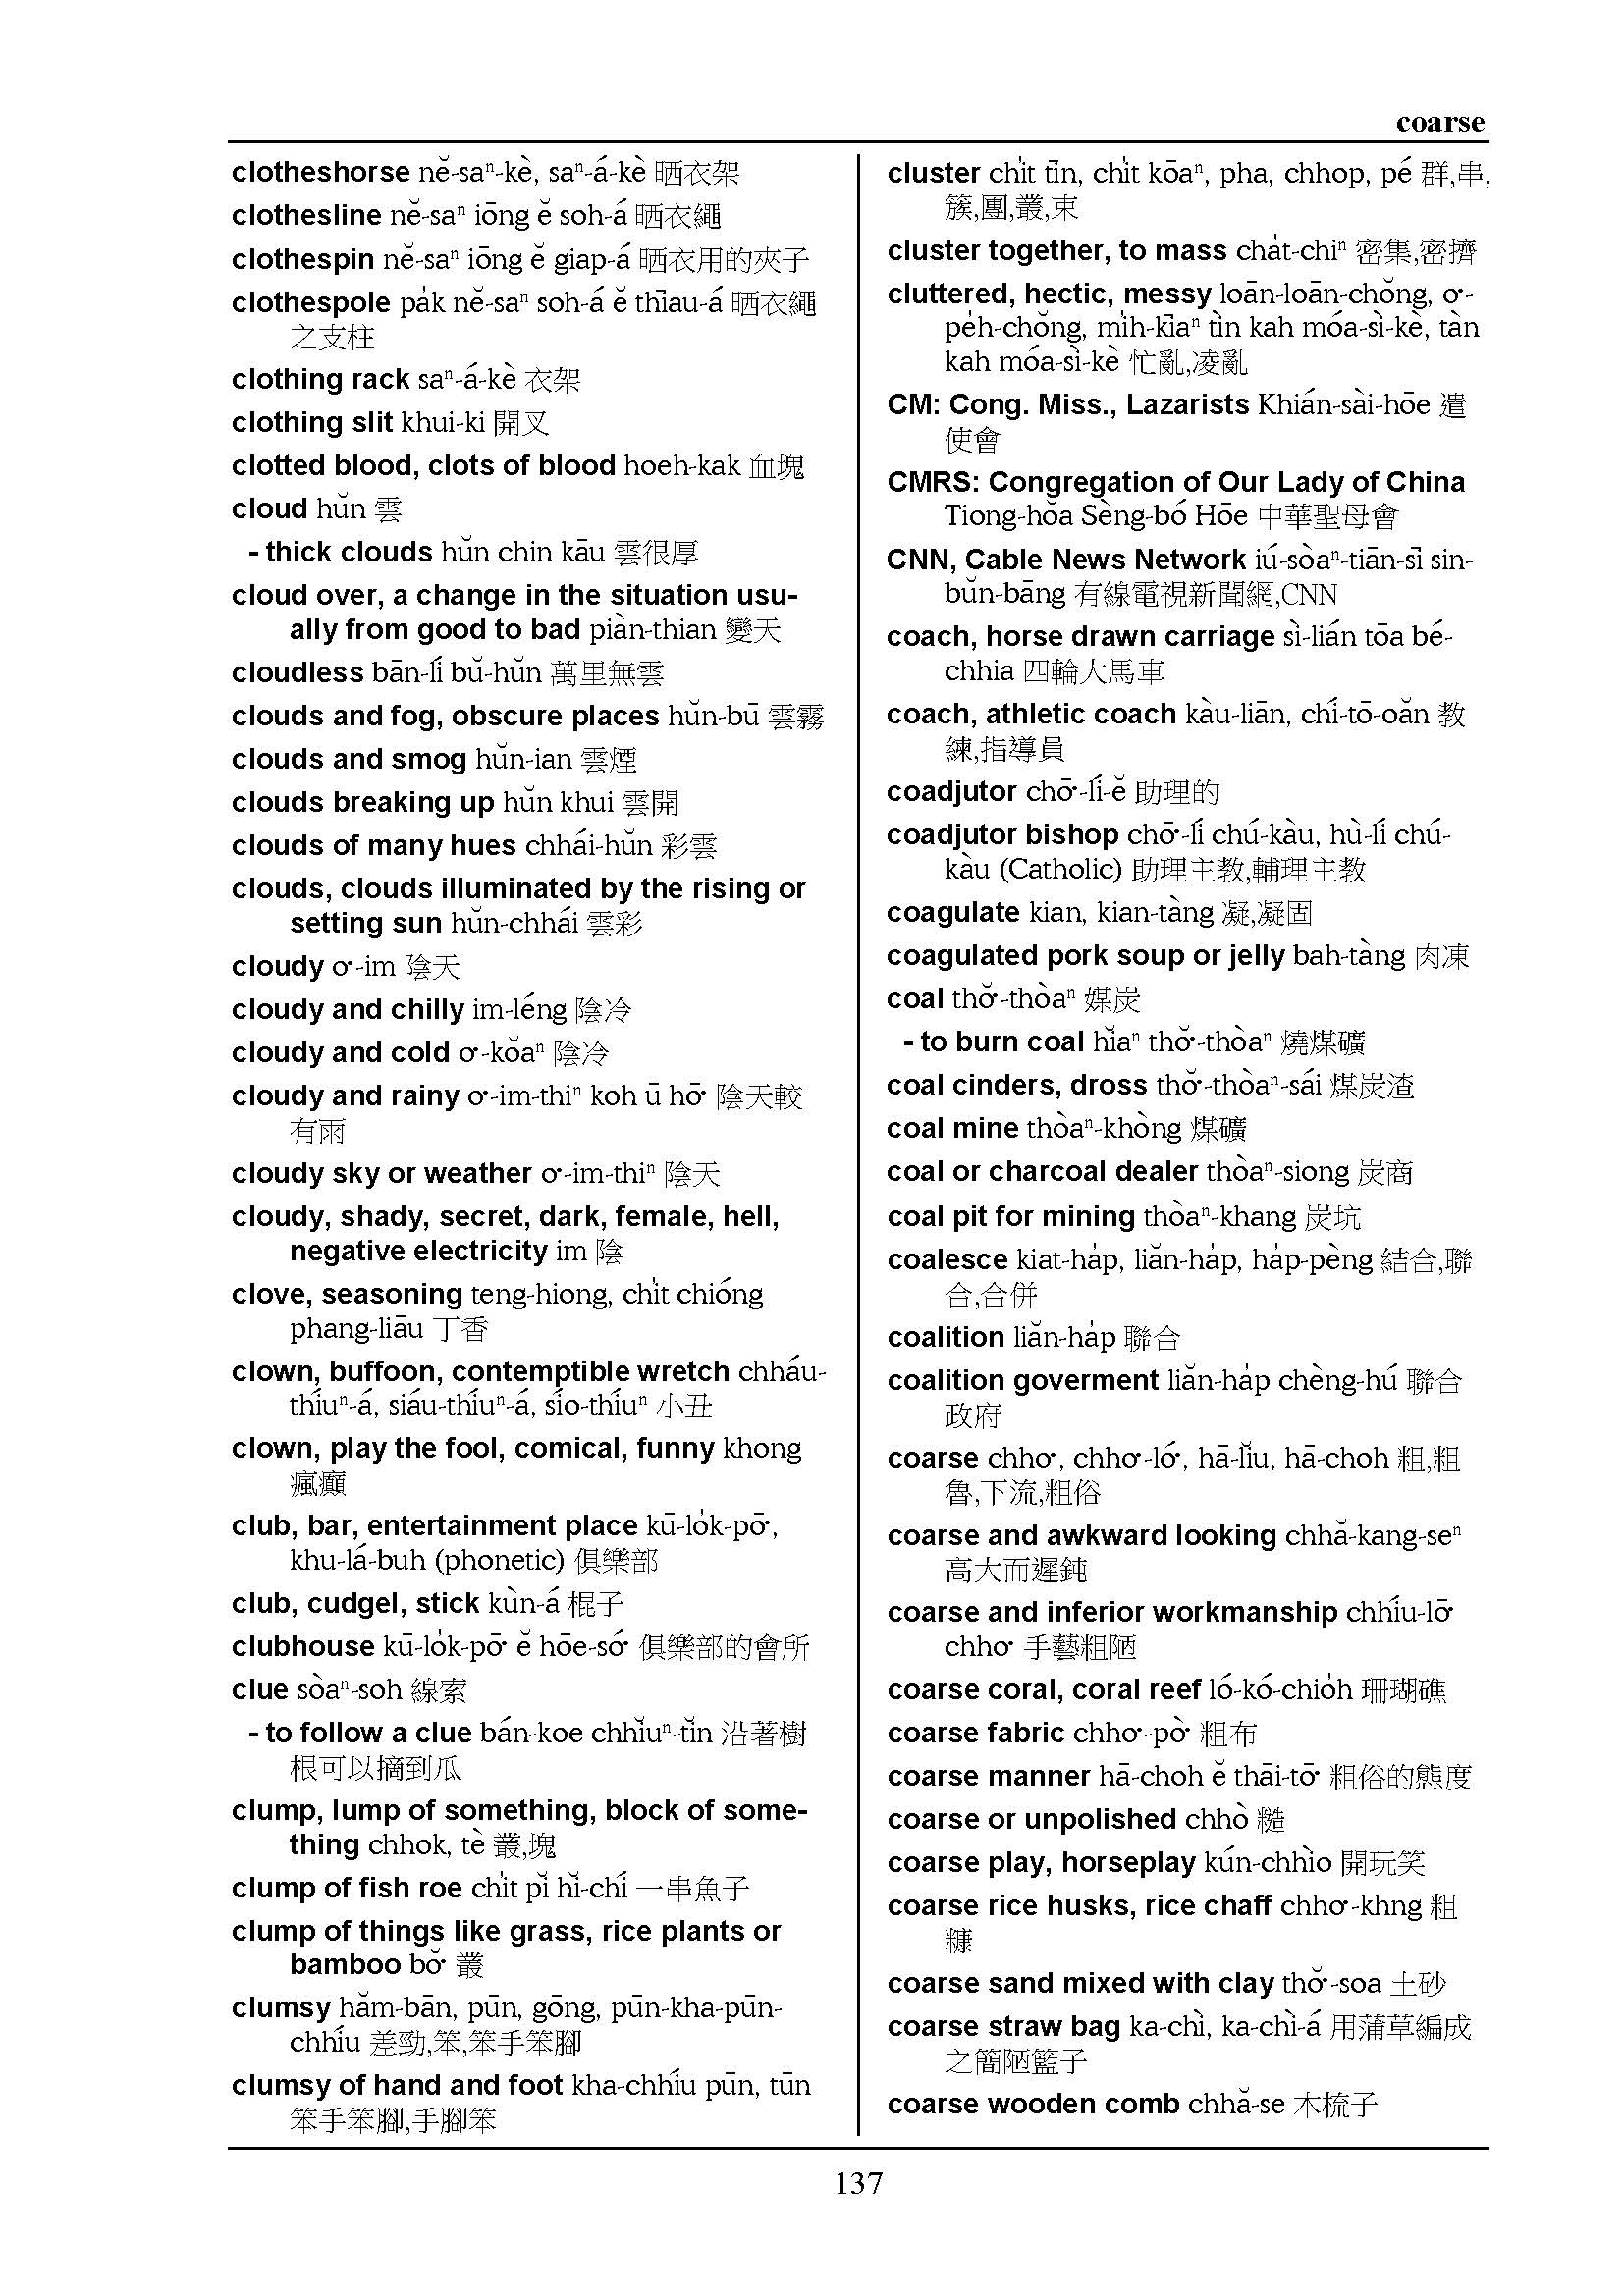 coarse
clotheshorse nĕ-saⁿ-kè, saⁿ-á-kè 晒衣架
clothesline nĕ-saⁿ iōng ĕ soh-á 晒衣繩
clothespin nĕ-saⁿ iōng ĕ giap-á 晒衣用的夾子
clothespole pa̍k nĕ-saⁿ soh-á ĕ thīau-á 晒衣繩
之支柱
clothing rack saⁿ-á-kè 衣架
clothing slit khui-ki 開叉
clotted blood, clots of blood hoeh-kak 血塊
cloud hŭn 雲
- thick clouds hŭn chin kāu 雲很厚
cloud over, a change in the situation usu-
ally from good to bad piàn-thian 變天
cloudless bān-lí bŭ-hŭn 萬里無雲
clouds and fog, obscure places hŭn-bū 雲霧
clouds and smog hŭn-ian 雲煙
clouds breaking up hŭn khui 雲開
clouds of many hues chhái-hŭn 彩雲
clouds, clouds illuminated by the rising or
setting sun hŭn-chhái 雲彩
cloudy o͘-im 陰天
cloudy and chilly im-léng 陰冷
cloudy and cold o͘-kŏaⁿ 陰冷
cloudy and rainy o͘-im-thiⁿ koh ū hō͘ 陰天較
有雨
cloudy sky or weather o͘-im-thiⁿ 陰天
cloudy, shady, secret, dark, female, hell,
negative electricity im 陰
clove, seasoning teng-hiong, chi̍t chióng
phang-liāu 丁香
clown, buffoon, contemptible wretch chháu-
thíuⁿ-á, siáu-thíuⁿ-á, sío-thíuⁿ 小丑
clown, play the fool, comical, funny khong
瘋癲
club, bar, entertainment place kū-lo̍k-pō͘,
khu-lá-buh (phonetic) 俱樂部
club, cudgel, stick kùn-á 棍子
clubhouse kū-lo̍k-pō͘ ĕ hōe-só͘ 俱樂部的會所
clue sòaⁿ-soh 線索
- to follow a clue bán-koe chhĭuⁿ-tĭn 沿著樹
根可以摘到瓜
clump, lump of something, block of some-
thing chhok, tè 叢,塊
clump of fish roe chi̍t pĭ hĭ-chí 一串魚子
clump of things like grass, rice plants or
bamboo bŏ͘ 叢
clumsy hăm-bān, pūn, gōng, pūn-kha-pūn-
chhíu 差勁,笨,笨手笨腳
clumsy of hand and foot kha-chhíu pūn, tūn
笨手笨腳,手腳笨
cluster chi̍t tīn, chi̍t kōaⁿ, pha, chhop, pé 群,串,
簇,團,叢,束
cluster together, to mass cha̍t-chiⁿ 密集,密擠
cluttered, hectic, messy loān-loān-chŏng, o͘-
pe̍h-chŏng, mi̍h-kīaⁿ tìn kah móa-sì-kè, tàn
kah móa-sì-kè 忙亂,凌亂
CM: Cong. Miss., Lazarists Khián-sài-hōe 遣
使會
CMRS: Congregation of Our Lady of China
Tiong-hŏa Sèng-bó Hōe 中華聖母會
CNN, Cable News Network iú-sòaⁿ-tiān-sī sin-
bŭn-bāng 有線電視新聞網,CNN
coach, horse drawn carriage sì-lián tōa bé-
chhia 四輪大馬車
coach, athletic coach kàu-liān, chí-tō-oăn 教
練,指導員
coadjutor chō͘-lí-ĕ 助理的
coadjutor bishop chō͘-lí chú-kàu, hù-lí chú-
kàu (Catholic) 助理主教,輔理主教
coagulate kian, kian-tàng 凝,凝固
coagulated pork soup or jelly bah-tàng 肉凍
coal thŏ͘-thòaⁿ 媒炭
- to burn coal hĭaⁿ thŏ͘-thòaⁿ 燒煤礦
coal cinders, dross thŏ͘-thòaⁿ-sái 煤炭渣
coal mine thòaⁿ-khòng 煤礦
coal or charcoal dealer thòaⁿ-siong 炭商
coal pit for mining thòaⁿ-khang 炭坑
coalesce kiat-ha̍p, liăn-ha̍p, ha̍p-pèng 結合,聯
合,合併
coalition liăn-ha̍p 聯合
coalition goverment liăn-ha̍p chèng-hú 聯合
政府
coarse chho͘, chho͘-ló͘, hā-lĭu, hā-choh 粗,粗
魯,下流,粗俗
coarse and awkward looking chhă-kang-seⁿ
高大而遲鈍
coarse and inferior workmanship chhíu-lō͘
chho͘ 手藝粗陋
coarse coral, coral reef ló-kó-chio̍h 珊瑚礁
coarse fabric chho͘-pò͘ 粗布
coarse manner hā-choh ĕ thāi-tō͘ 粗俗的態度
coarse or unpolished chhò 糙
coarse play, horseplay kún-chhìo 開玩笑
coarse rice husks, rice chaff chho͘-khng 粗
糠
coarse sand mixed with clay thŏ͘-soa 土砂
coarse straw bag ka-chì, ka-chì-á 用蒲草編成
之簡陋籃子
coarse wooden comb chhă-se 木梳子
137